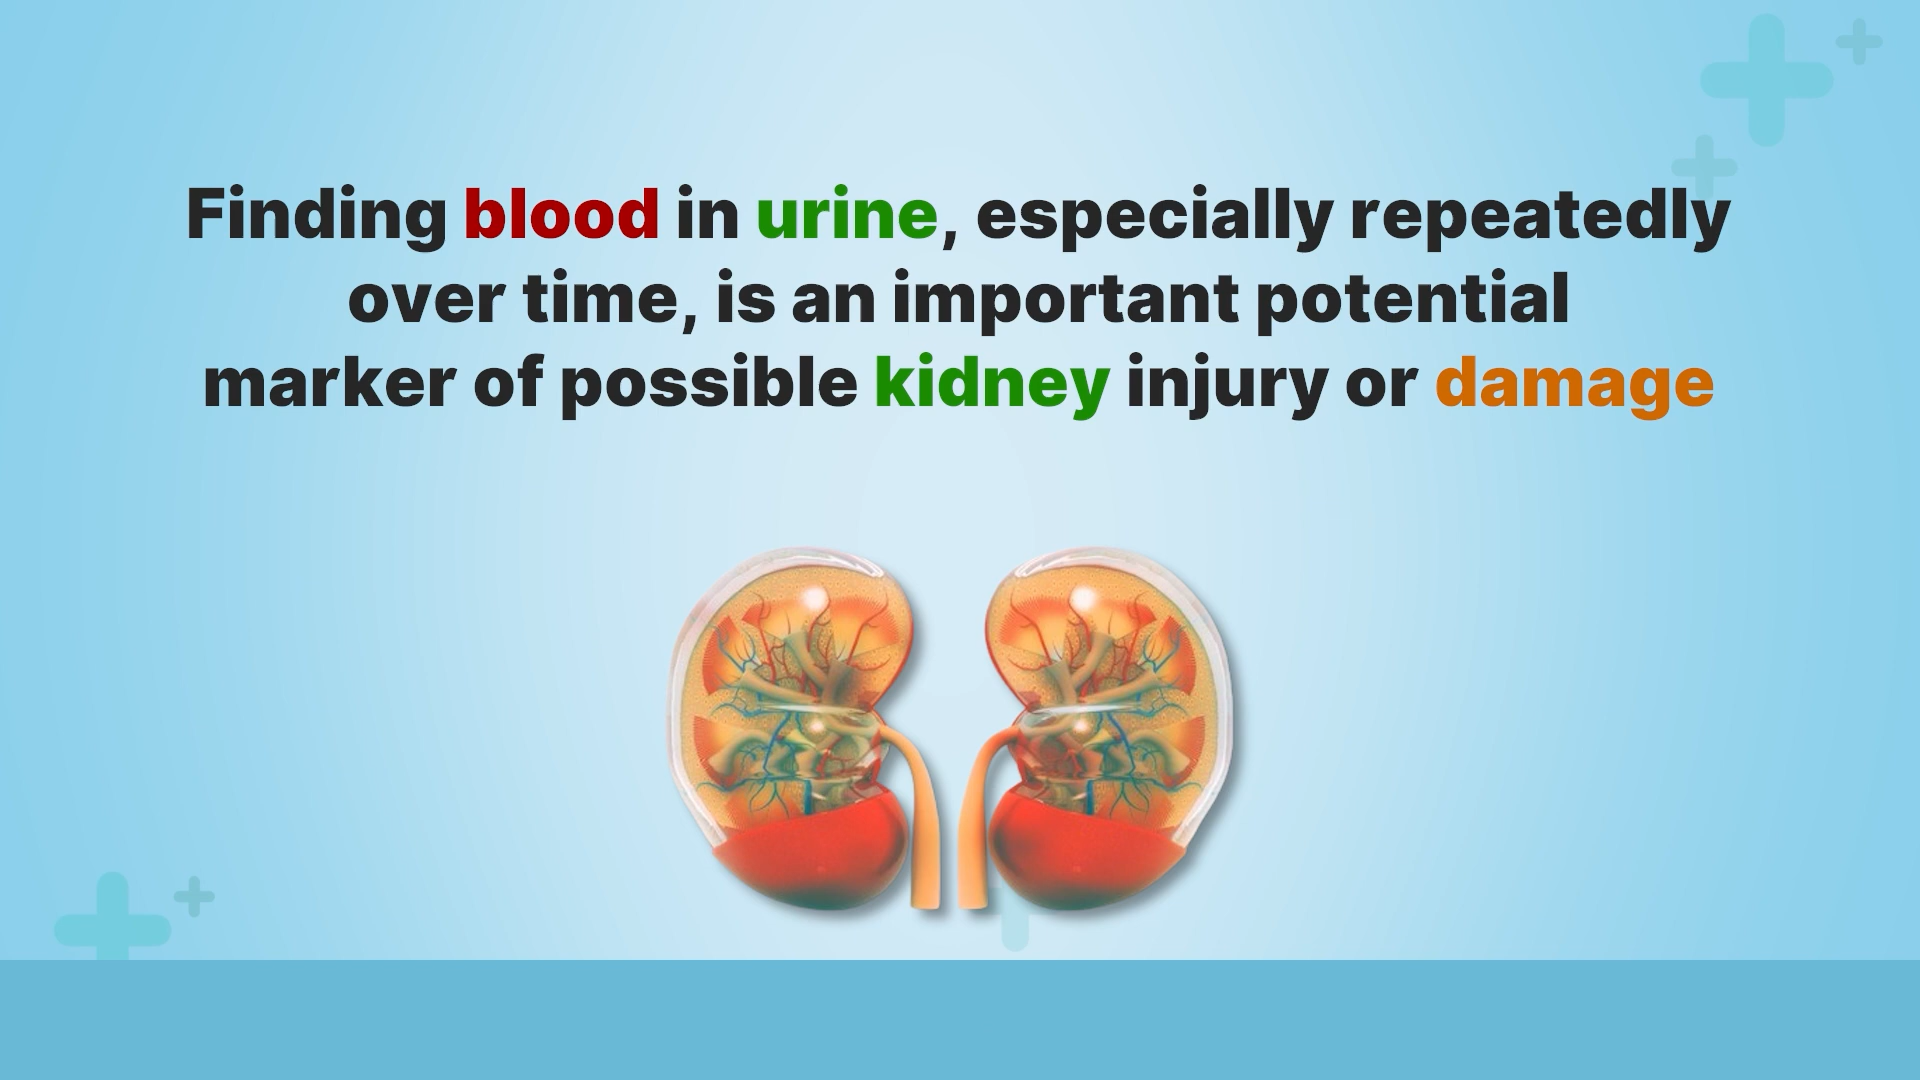 Finding blood in urine, especially repeatedly
over time, is an important potential
marker of possible kidney injury or damage